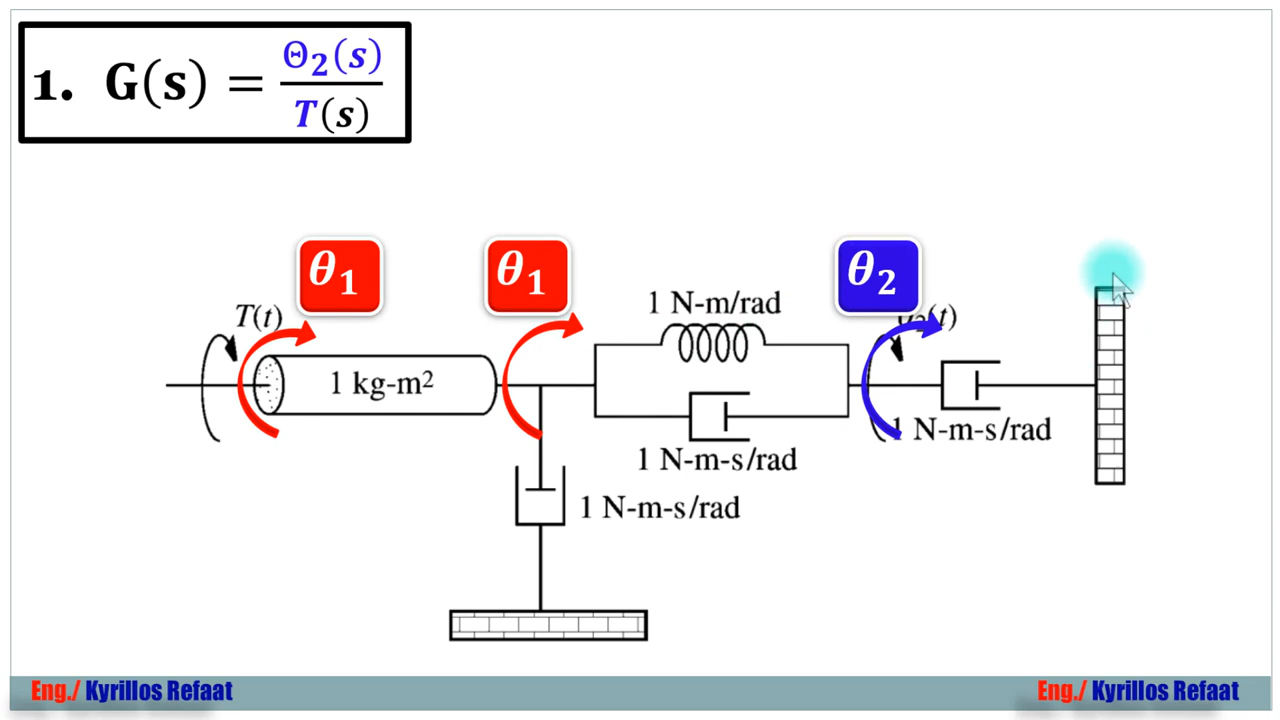 1. G(s) = Θ₂(s) / T(s)
θ₁
θ₁
θ₂
T(t)
1 N-m/rad
1 kg-m²
1 N-m-s/rad
1 N-m-s/rad
1 N-m-s/rad
Eng./ Kyrillos Refaat
Eng./ Kyrillos Refaat